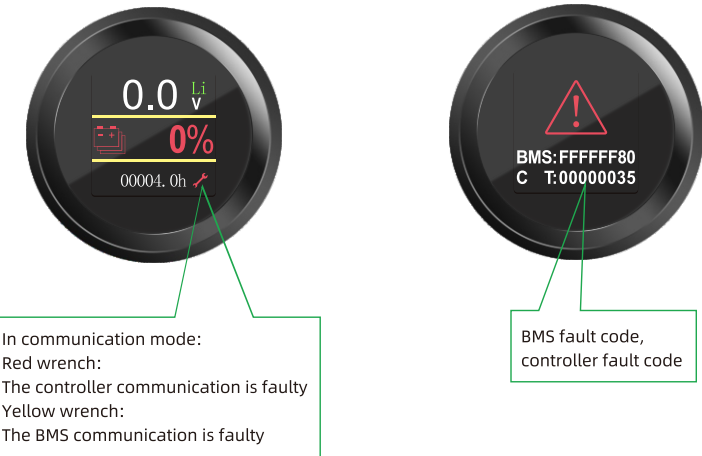 0.0 Li V
0%
00004.0h
BMS:FFFFFF80
C T:00000035
In communication mode:
Red wrench:
The controller communication is faulty
Yellow wrench:
The BMS communication is faulty
BMS fault code,
controller fault code